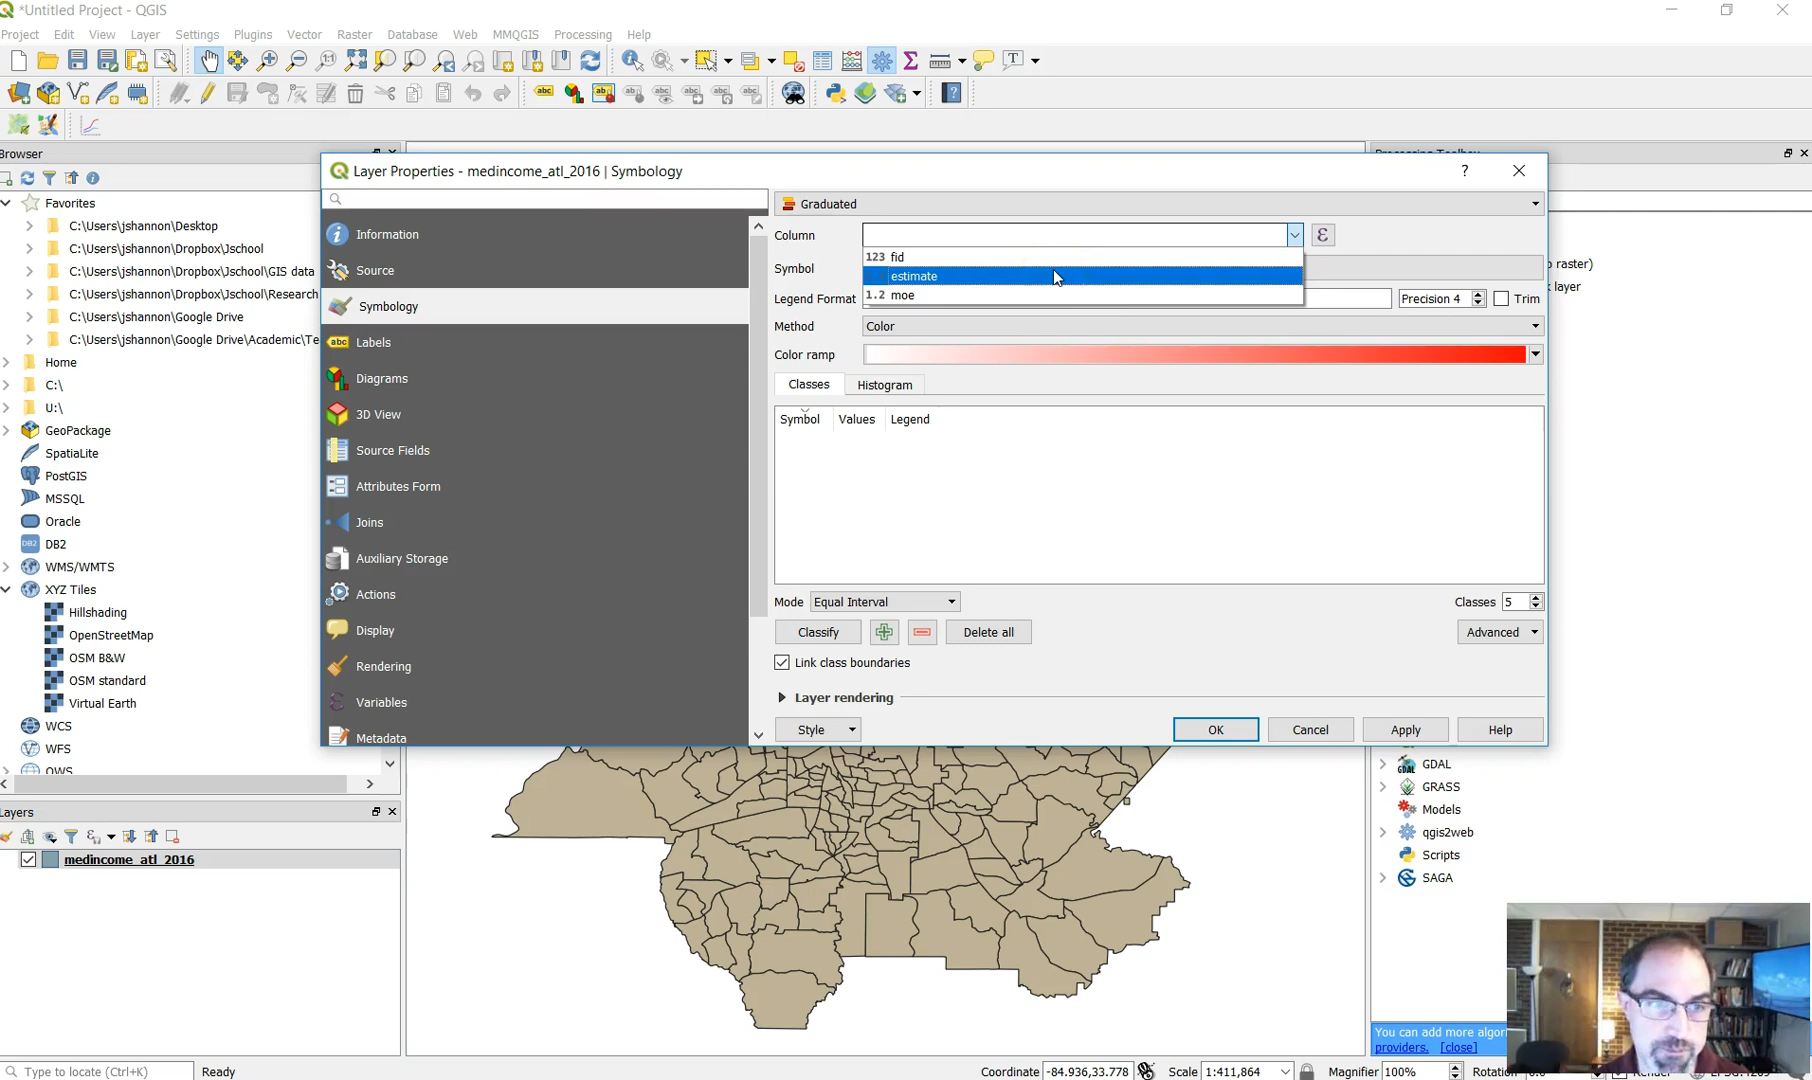 *Untitled Project - QGIS
Project Edit View Layer Settings Plugins Vector Raster Database Web MMQGIS Processing Help
Browser
Favorites
C:\Users\jshannon\Desktop
C:\Users\jshannon\Dropbox\Jschool
C:\Users\jshannon\Dropbox\Jschool\GIS data
C:\Users\jshannon\Dropbox\Jschool\Research
C:\Users\jshannon\Google Drive
C:\Users\jshannon\Google Drive\Academic\Te
Home
C:\
U:\
GeoPackage
SpatiaLite
PostGIS
MSSQL
Oracle
DB2
WMS/WMTS
XYZ Tiles
Hillshading
OpenStreetMap
OSM B&W
OSM standard
Virtual Earth
WCS
WFS
OWS
Layers
medincome_atl_2016
Layer Properties - medincome_atl_2016 | Symbology
Information
Source
Symbology
Labels
Diagrams
3D View
Source Fields
Attributes Form
Joins
Auxiliary Storage
Actions
Display
Rendering
Variables
Metadata
Graduated
Column
123 fid
estimate
1.2 moe
Symbol
Legend Format
Precision 4
Trim
Method Color
Color ramp
Classes Histogram
Symbol Values Legend
Mode Equal Interval
Classes 5
Classify
Delete all
Advanced
Link class boundaries
Layer rendering
Style
OK Cancel Apply Help
o raster)
k layer
GDAL
GRASS
Models
qgis2web
Scripts
SAGA
You can add more algor
providers. [close]
Type to locate (Ctrl+K)
Ready
Coordinate -84.936,33.778
Scale 1:411,864
Magnifier 100%